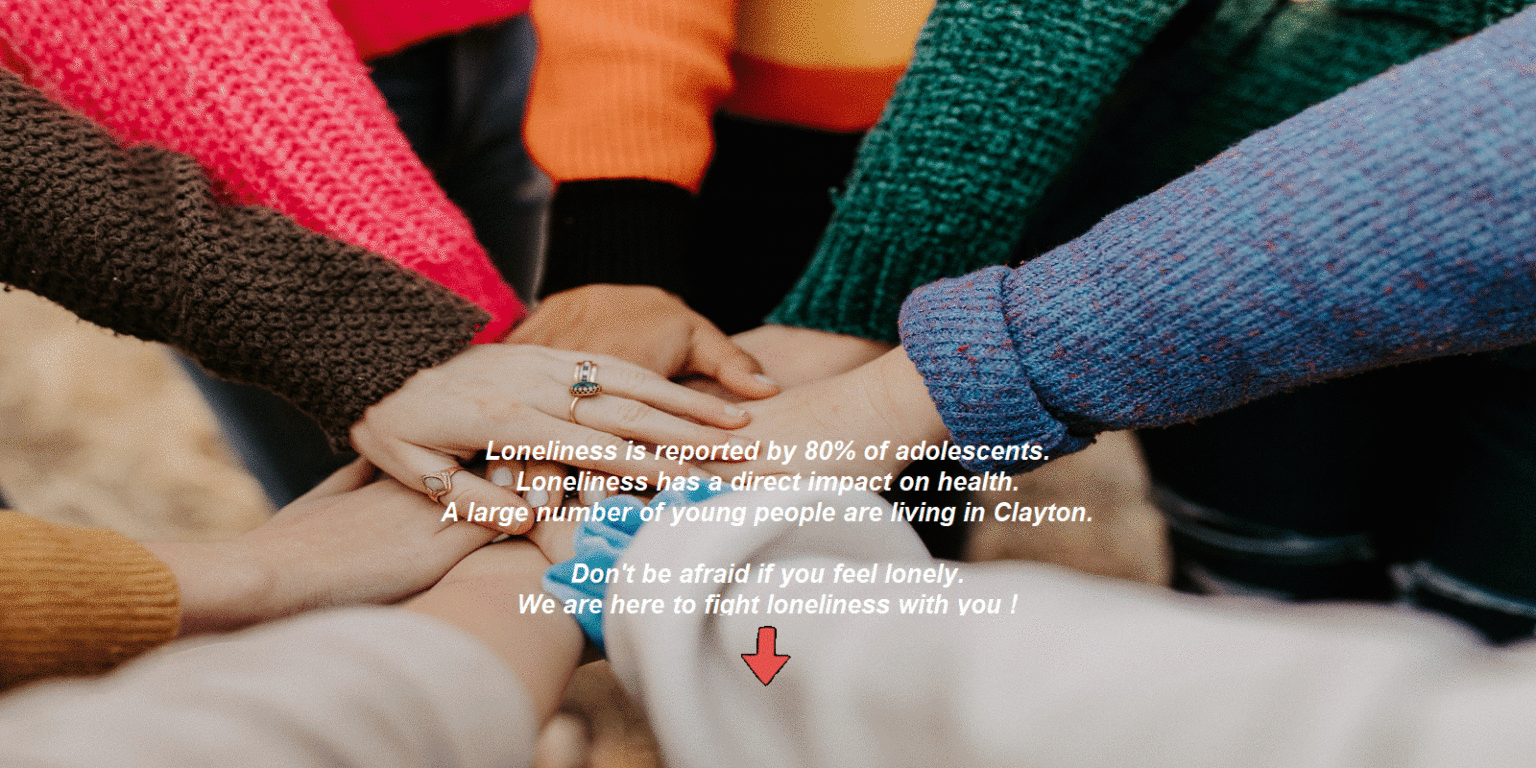 Loneliness is reported by 80% of adolescents.
Loneliness has a direct impact on health.
A large number of young people are living in Clayton.
Don't be afraid if you feel lonely.
We are here to fight loneliness with you !